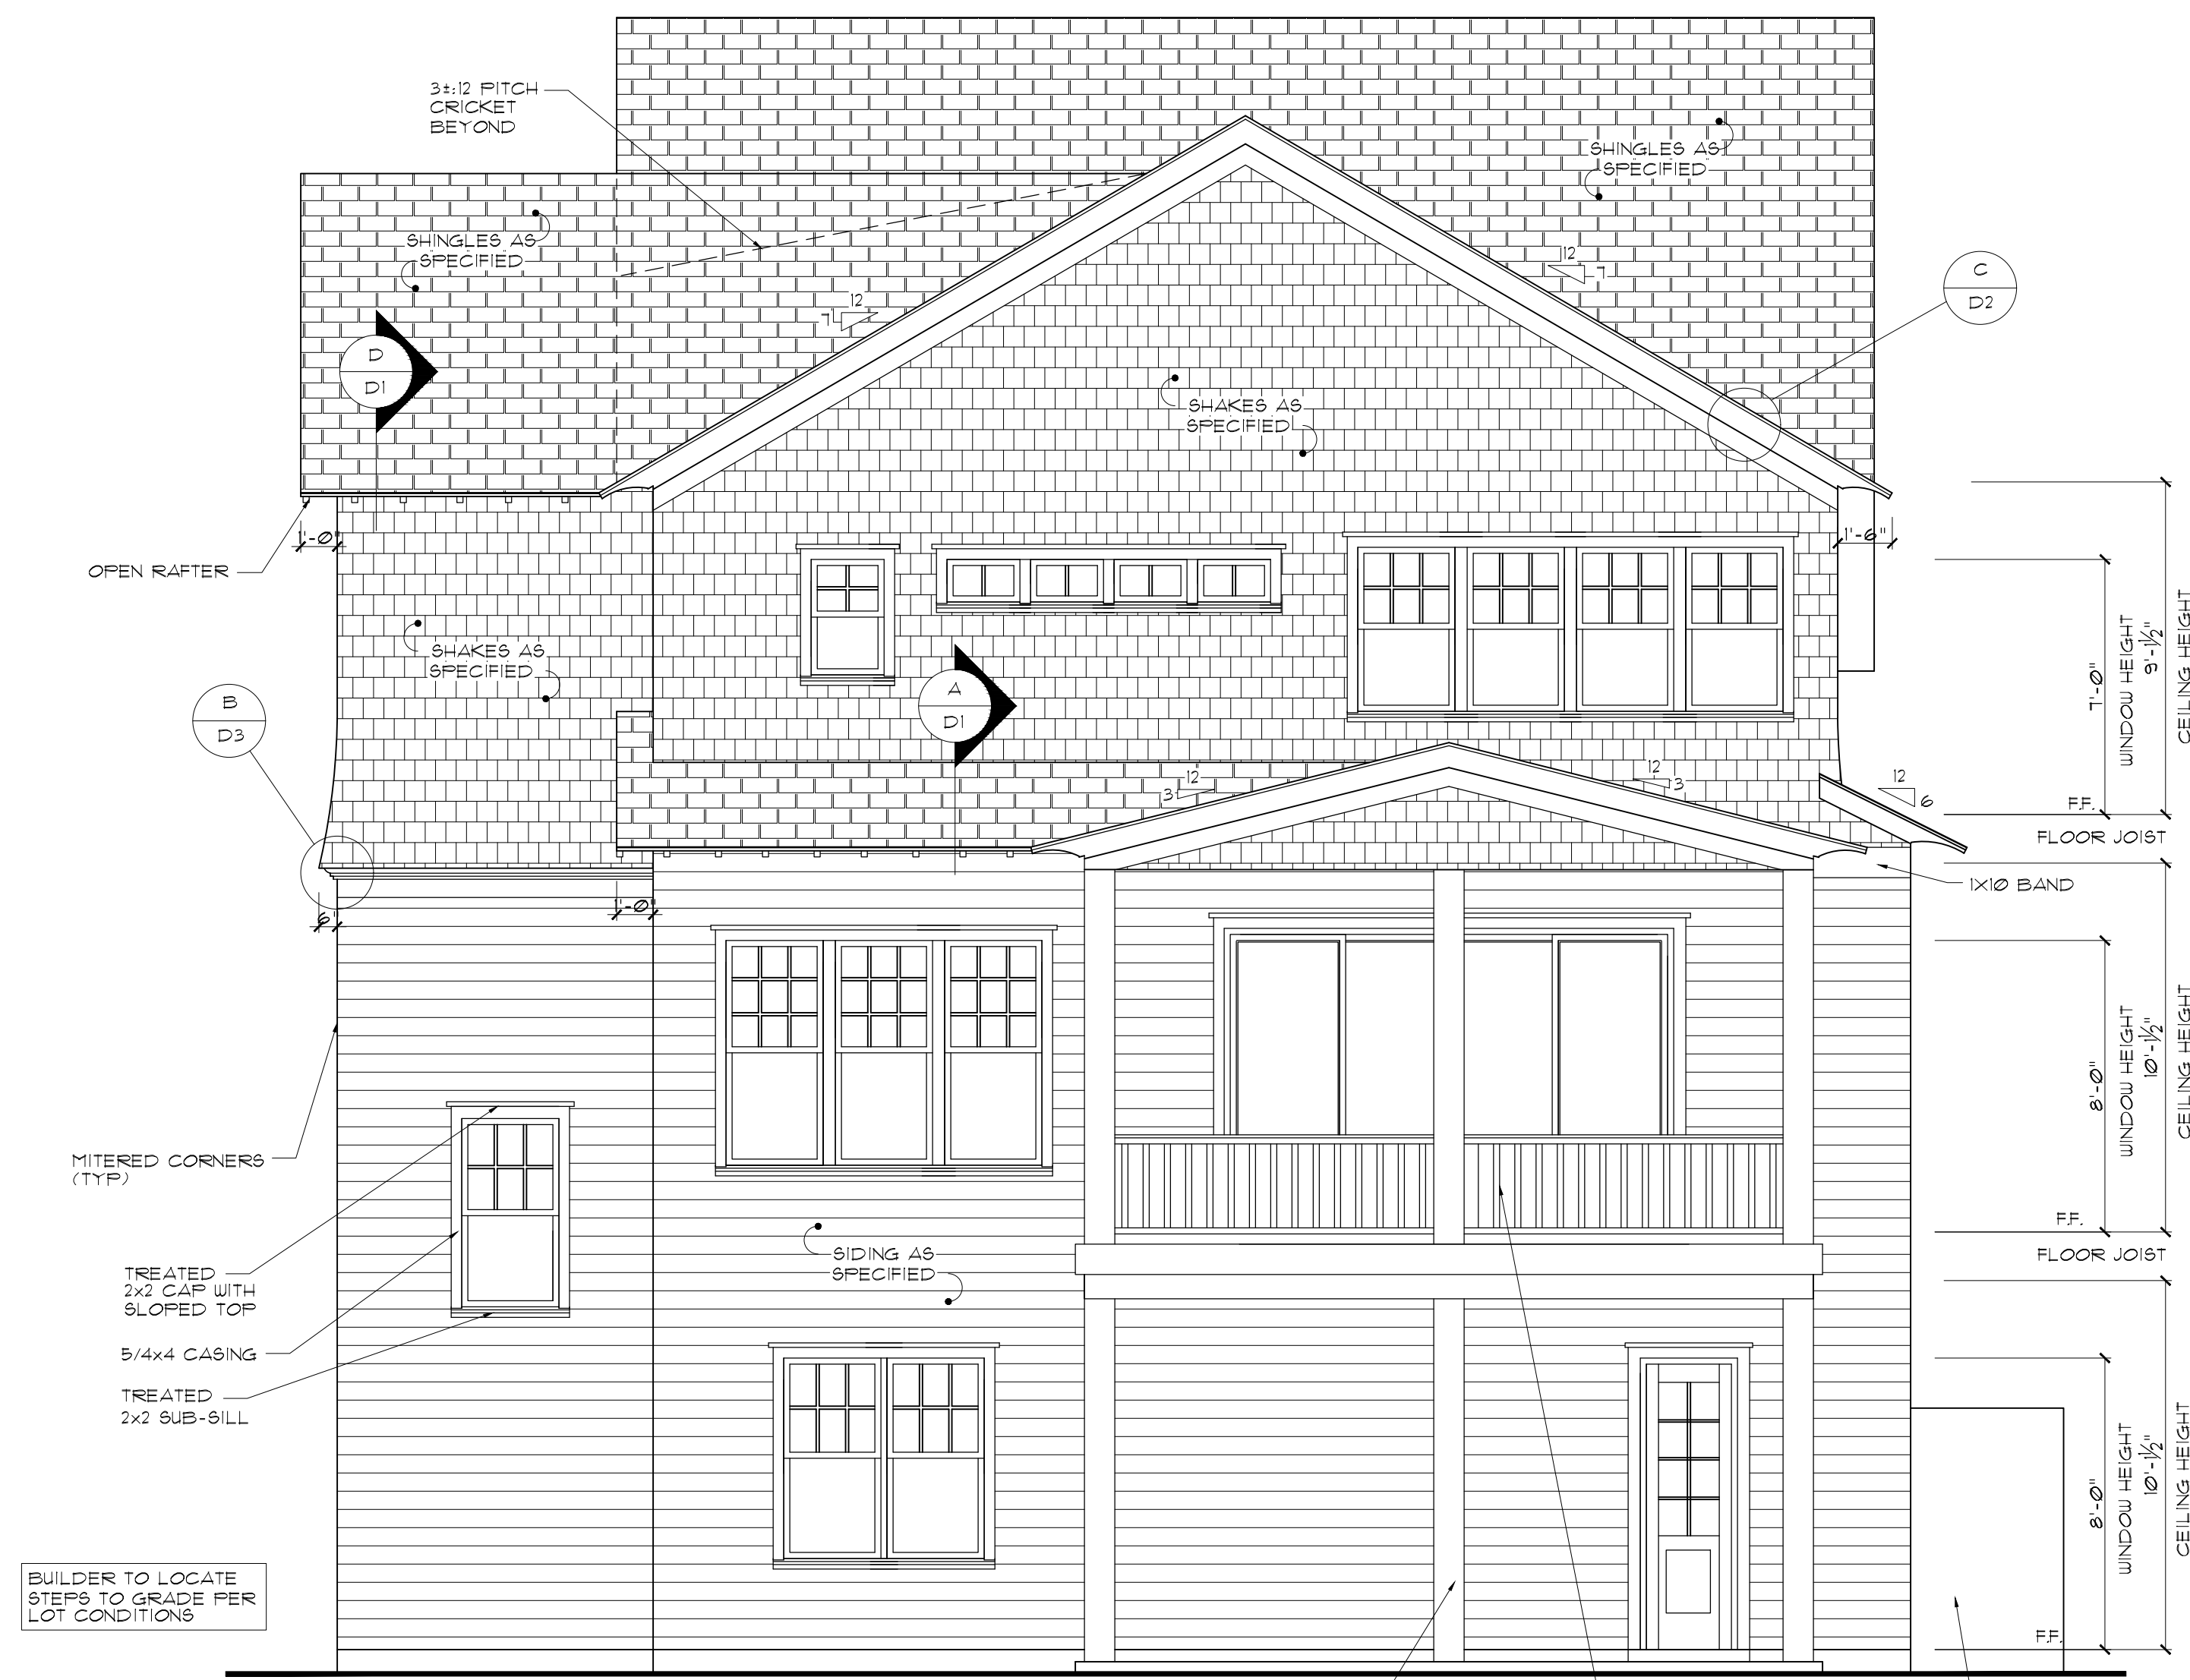 3±:12 PITCH
CRICKET
BEYOND
SHINGLES AS
SPECIFIED
SHINGLES AS
SPECIFIED
12
7
12
7
C
D2
D
D1
SHAKES AS
SPECIFIED
1'-0"
1'-6"
OPEN RAFTER
SHAKES AS
SPECIFIED
7'-0"
WINDOW HEIGHT
9'-1½"
CEILING HEIGHT
A
D1
B
D3
12
3
12
3
12
6
F.F.
FLOOR JOIST
1X10 BAND
6"
1'-0"
8'-0"
WINDOW HEIGHT
10'-1½"
CEILING HEIGHT
MITERED CORNERS
(TYP)
F.F.
FLOOR JOIST
TREATED
2x2 CAP WITH
SLOPED TOP
SIDING AS
SPECIFIED
5/4x4 CASING
TREATED
2x2 SUB-SILL
8'-0"
WINDOW HEIGHT
10'-1½"
CEILING HEIGHT
BUILDER TO LOCATE
STEPS TO GRADE PER
LOT CONDITIONS
F.F.